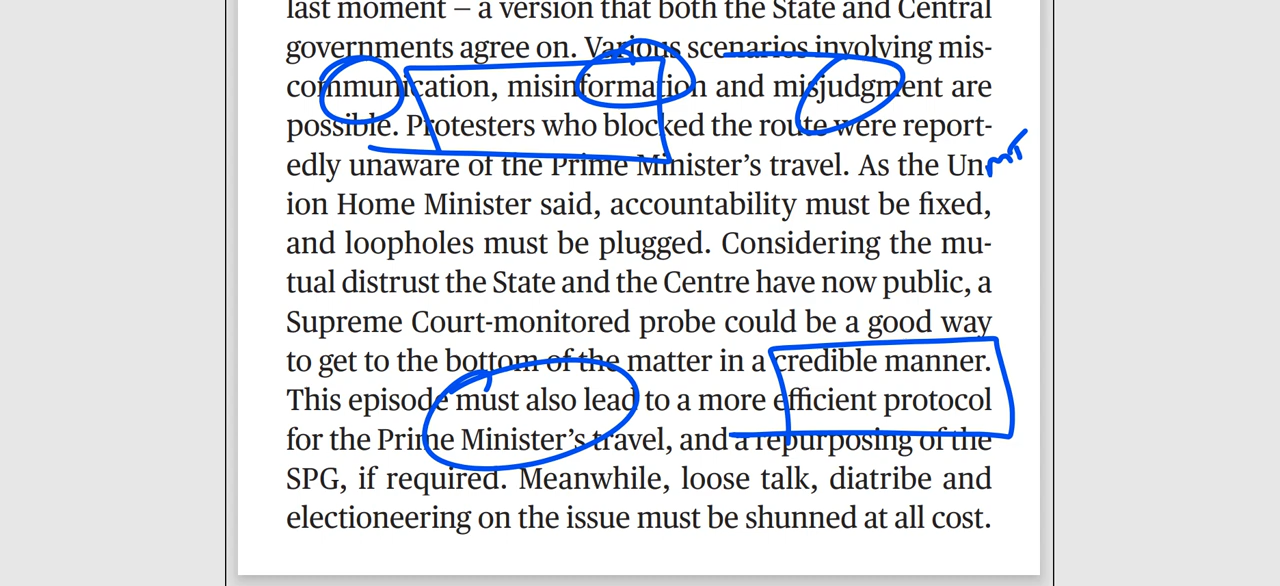 last moment – a version that both the State and Central
governments agree on. Various scenarios involving mis-
communication, misinformation and misjudgment are
possible. Protesters who blocked the route were report-
edly unaware of the Prime Minister’s travel. As the Un-
ion Home Minister said, accountability must be fixed,
and loopholes must be plugged. Considering the mu-
tual distrust the State and the Centre have now public, a
Supreme Court-monitored probe could be a good way
to get to the bottom of the matter in a credible manner.
This episode must also lead to a more efficient protocol
for the Prime Minister’s travel, and a repurposing of the
SPG, if required. Meanwhile, loose talk, diatribe and
electioneering on the issue must be shunned at all cost.